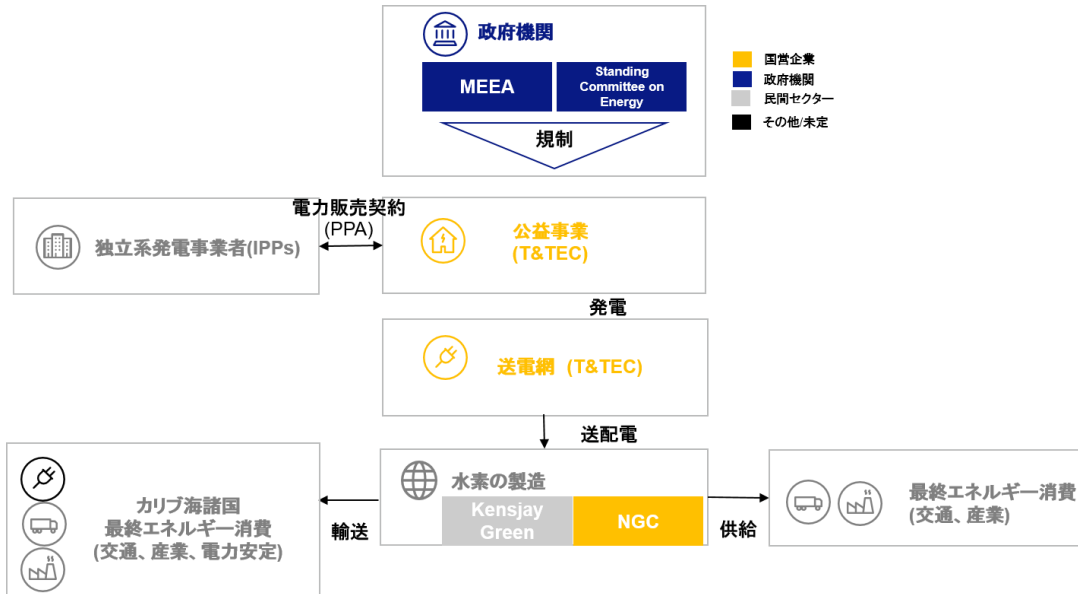 政府機関
MEEA
Standing
Committee on
Energy
規制
国営企業
政府機関
民間セクター
その他/未定
電力販売契約
(PPA)
独立系発電事業者(IPPs)
公益事業
(T&TEC)
発電
送電網 (T&TEC)
送配電
カリブ海諸国
最終エネルギー消費
(交通、産業、電力安定)
輸送
水素の製造
Kensjay
Green
NGC
供給
最終エネルギー消費
(交通、産業)